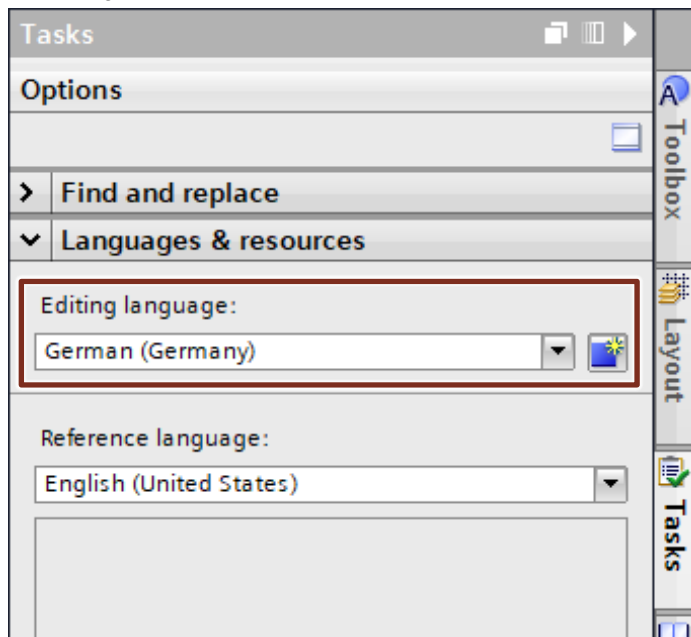 Tasks
Options
Find and replace
Languages & resources
Editing language:
German (Germany)
Reference language:
English (United States)
Toolbox
Layout
Tasks